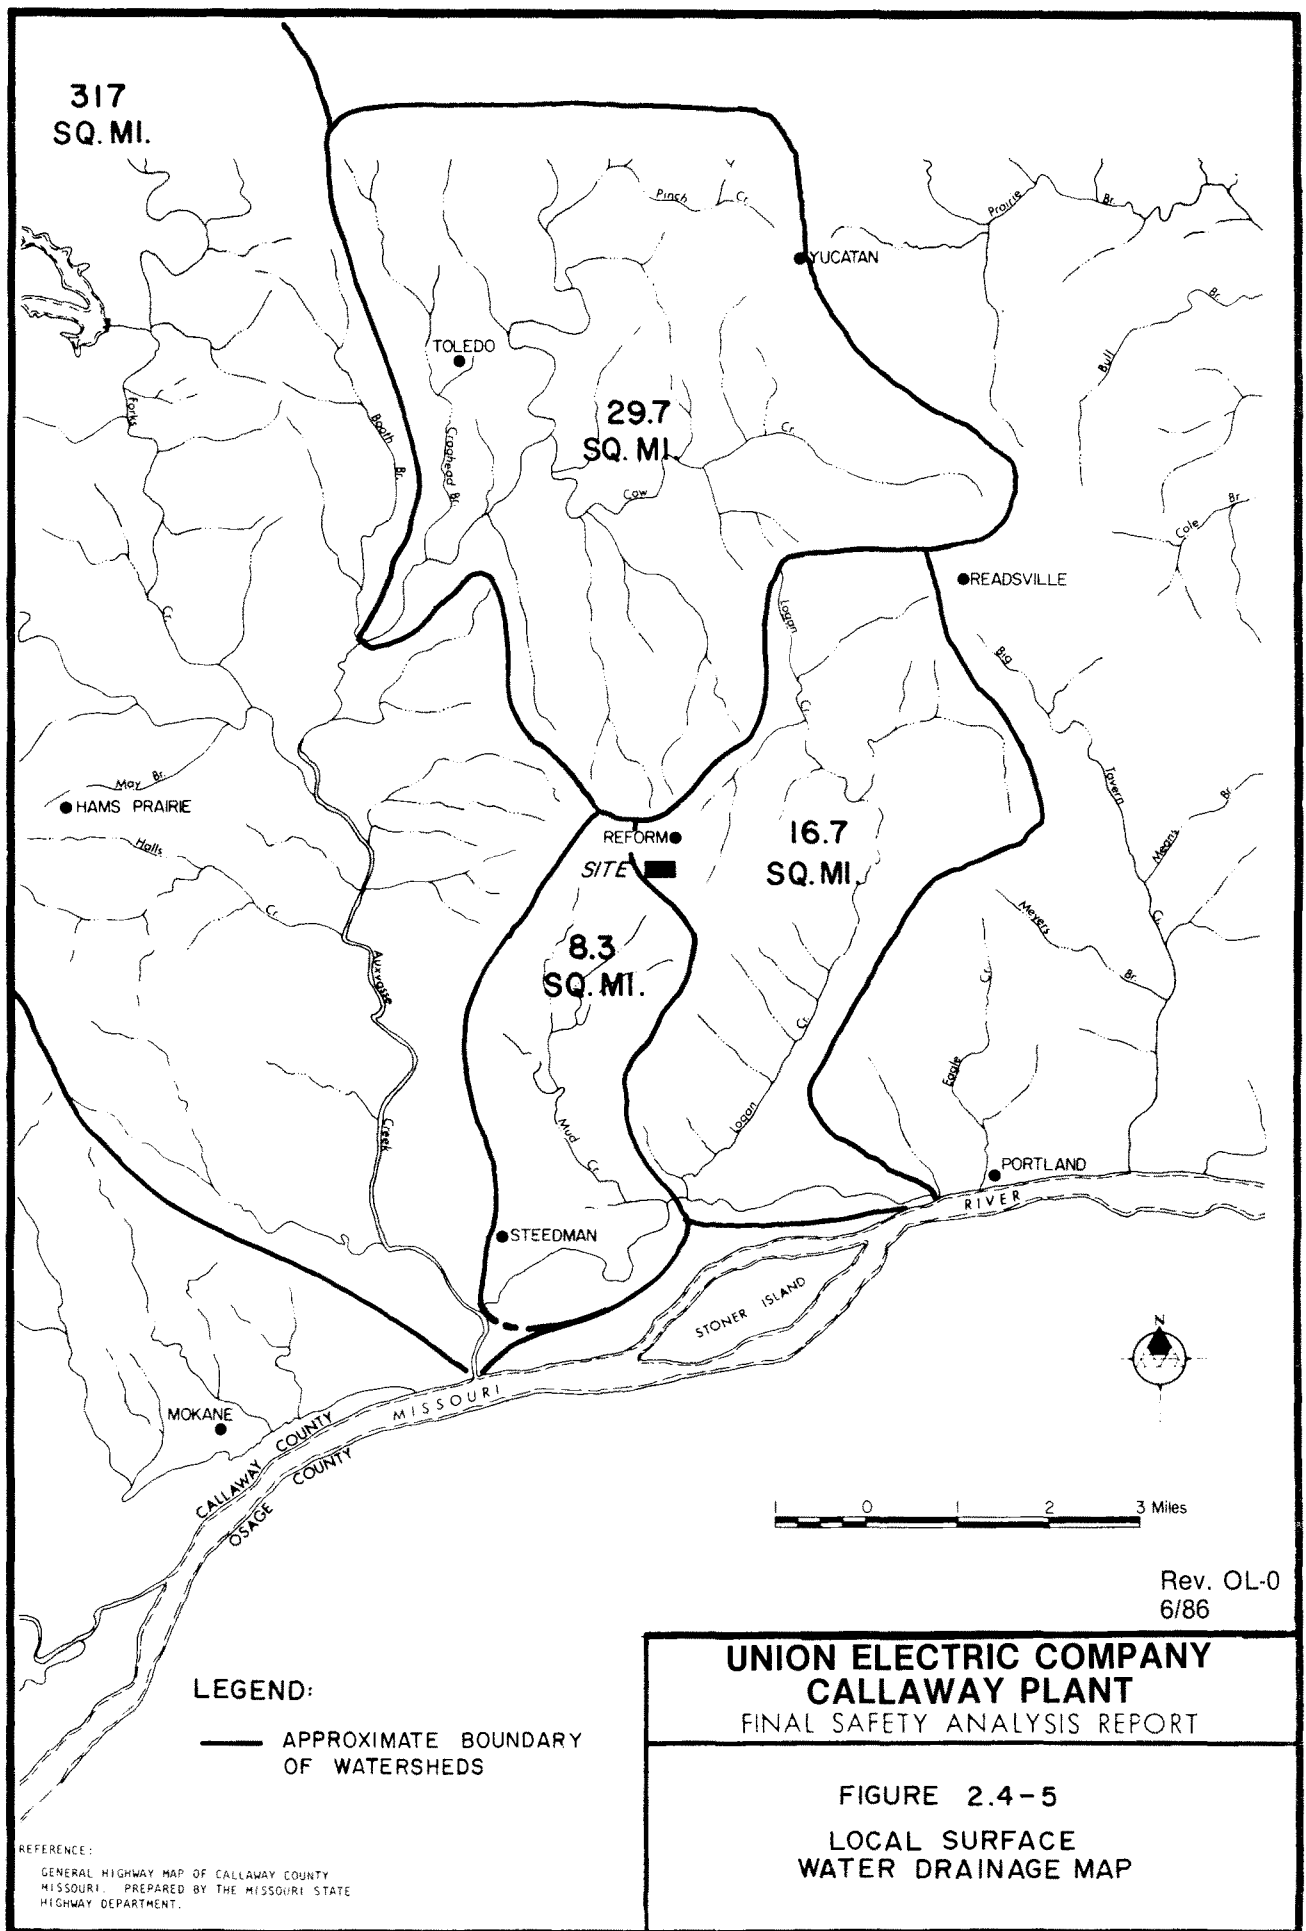 317
SQ. MI.
Pinch
Cr.
Prairie
Br.
YUCATAN
Br.
Bull
TOLEDO
Forks
Booth
Br.
Craghead Br.
29.7
SQ. MI.
Cr.
Cow
Br.
Cole
READSVILLE
Cr.
Logan
Cr.
Big
Tavern
Cr.
May Br.
HAMS PRAIRIE
Halls
Cr.
REFORM
SITE
16.7
SQ. MI.
Means
Br.
Meyers
Br.
8.3
SQ. MI.
Auxvasse
Creek
Cr.
Eagle
Cr.
Logan
Mud
Cr.
PORTLAND
RIVER
STEEDMAN
STONER ISLAND
N
MISSOURI
MOKANE
CALLAWAY COUNTY
OSAGE COUNTY
1 0 1 2 3 Miles
Rev. OL-0
6/86
LEGEND:
APPROXIMATE BOUNDARY
OF WATERSHEDS
REFERENCE:
GENERAL HIGHWAY MAP OF CALLAWAY COUNTY
MISSOURI. PREPARED BY THE MISSOURI STATE
HIGHWAY DEPARTMENT.
UNION ELECTRIC COMPANY
CALLAWAY PLANT
FINAL SAFETY ANALYSIS REPORT
FIGURE 2.4-5
LOCAL SURFACE
WATER DRAINAGE MAP